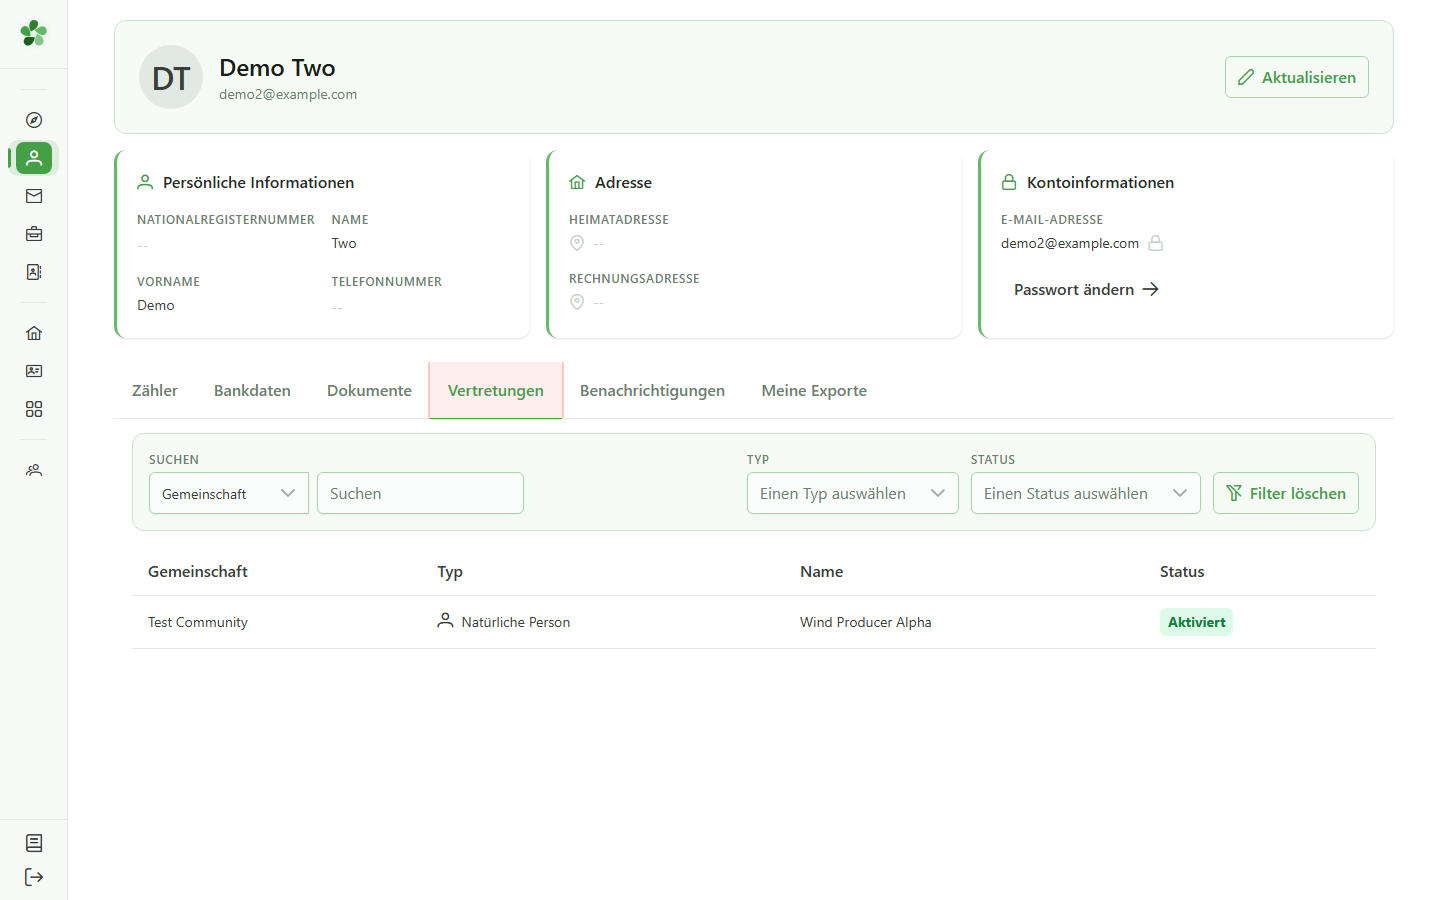 DT
Demo Two
demo2@example.com
Aktualisieren
Persönliche Informationen
NATIONALREGISTERNUMMER NAME
-- Two
VORNAME TELEFONNUMMER
Demo --
Adresse
HEIMATADRESSE
--
RECHNUNGSADRESSE
--
Kontoinformationen
E-MAIL-ADRESSE
demo2@example.com
Passwort ändern
Zähler Bankdaten Dokumente Vertretungen Benachrichtigungen Meine Exporte
SUCHEN TYP STATUS
Gemeinschaft Suchen Einen Typ auswählen Einen Status auswählen Filter löschen
Gemeinschaft Typ Name Status
Test Community Natürliche Person Wind Producer Alpha Aktiviert